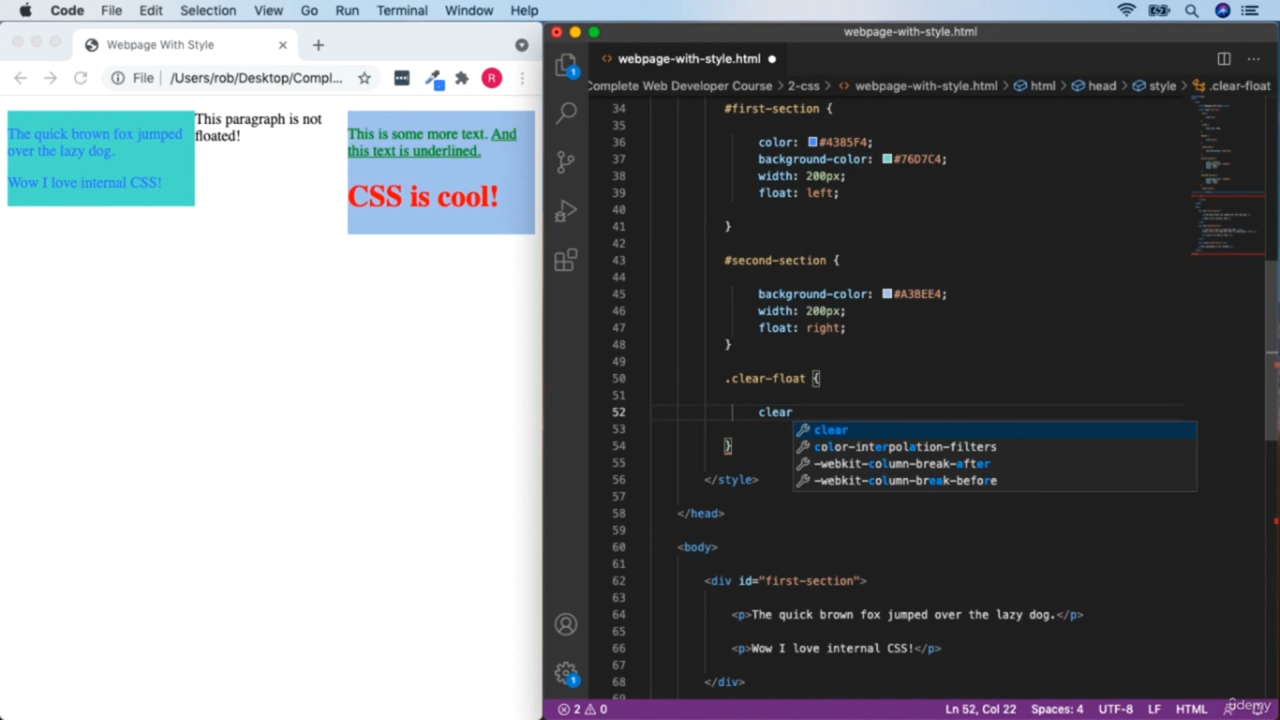 Code File Edit Selection View Go Run Terminal Window Help
Webpage With Style
File /Users/rob/Desktop/Compl...
R
The quick brown fox jumped
over the lazy dog.
Wow I love internal CSS!
This paragraph is not
floated!
This is some more text. And
this text is underlined.
CSS is cool!
webpage-with-style.html
webpage-with-style.html
Complete Web Developer Course > 2-css > webpage-with-style.html > html > head > style > .clear-float
1
34 #first-section {
35
36 color: #4385F4;
37 background-color: #76D7C4;
38 width: 200px;
39 float: left;
40
41 }
42
43 #second-section {
44
45 background-color: #A3BEE4;
46 width: 200px;
47 float: right;
48 }
49
50 .clear-float {
51
52 clear
clear
color-interpolation-filters
-webkit-column-break-after
-webkit-column-break-before
53
54 }
55
56 </style>
57
58 </head>
59
60 <body>
61
62 <div id="first-section">
63
64 <p>The quick brown fox jumped over the lazy dog.</p>
65
66 <p>Wow I love internal CSS!</p>
67
68 </div>
69
1
2 0 Ln 52, Col 22 Spaces: 4 UTF-8 LF HTML
Udemy